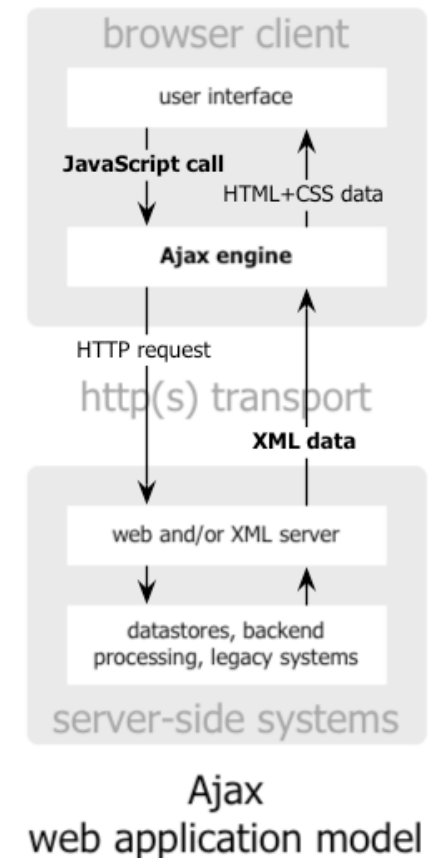 browser client
user interface
JavaScript call
HTML+CSS data
Ajax engine
HTTP request
http(s) transport
XML data
web and/or XML server
datastores, backend
processing, legacy systems
server-side systems
Ajax
web application model